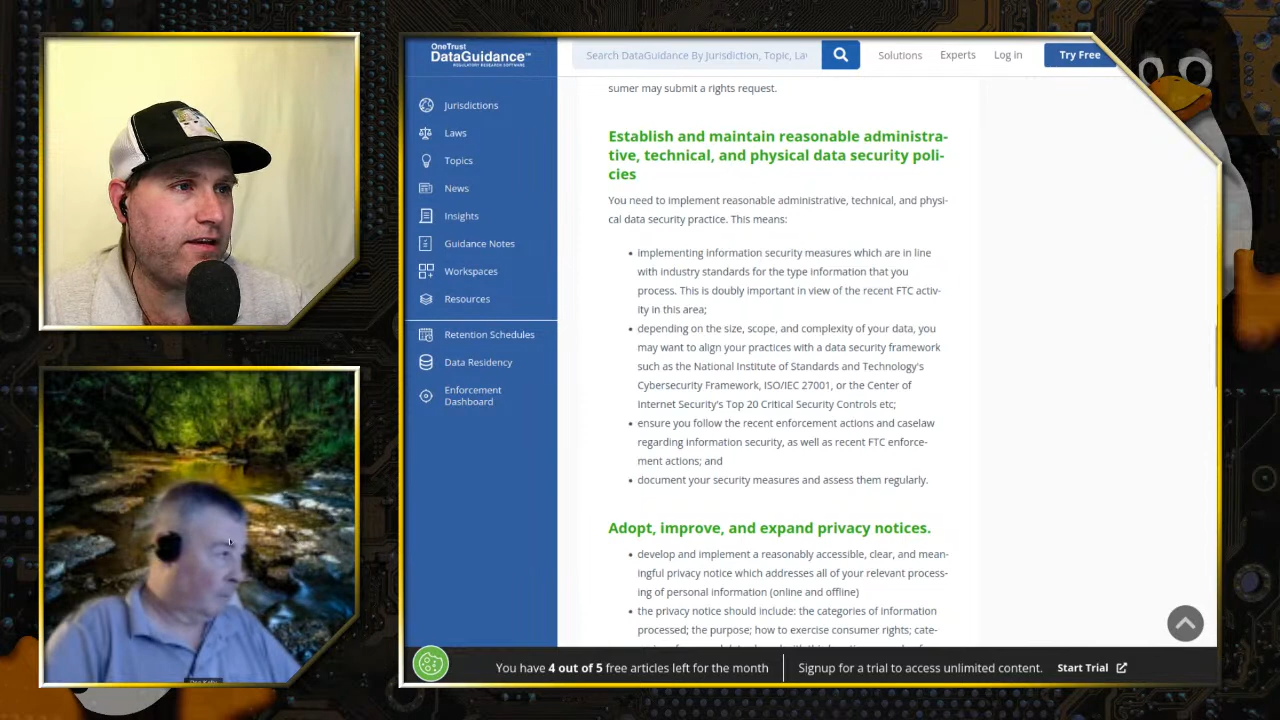 OneTrust
DataGuidance™
REGULATORY RESEARCH SOFTWARE
Search DataGuidance By Jurisdiction, Topic, La
Solutions
Experts
Log in
Try Free
Jurisdictions
Laws
Topics
News
Insights
Guidance Notes
Workspaces
Resources
Retention Schedules
Data Residency
Enforcement
Dashboard
sumer may submit a rights request.
Establish and maintain reasonable administra-
tive, technical, and physical data security poli-
cies
You need to implement reasonable administrative, technical, and physi-
cal data security practice. This means:
• implementing information security measures which are in line
with industry standards for the type information that you
process. This is doubly important in view of the recent FTC activ-
ity in this area;
• depending on the size, scope, and complexity of your data, you
may want to align your practices with a data security framework
such as the National Institute of Standards and Technology's
Cybersecurity Framework, ISO/IEC 27001, or the Center of
Internet Security's Top 20 Critical Security Controls etc;
• ensure you follow the recent enforcement actions and caselaw
regarding information security, as well as recent FTC enforce-
ment actions; and
• document your security measures and assess them regularly.
Adopt, improve, and expand privacy notices.
• develop and implement a reasonably accessible, clear, and mean-
ingful privacy notice which addresses all of your relevant process-
ing of personal information (online and offline)
• the privacy notice should include: the categories of information
processed; the purpose; how to exercise consumer rights; cate-
You have 4 out of 5 free articles left for the month
Signup for a trial to access unlimited content.
Start Trial